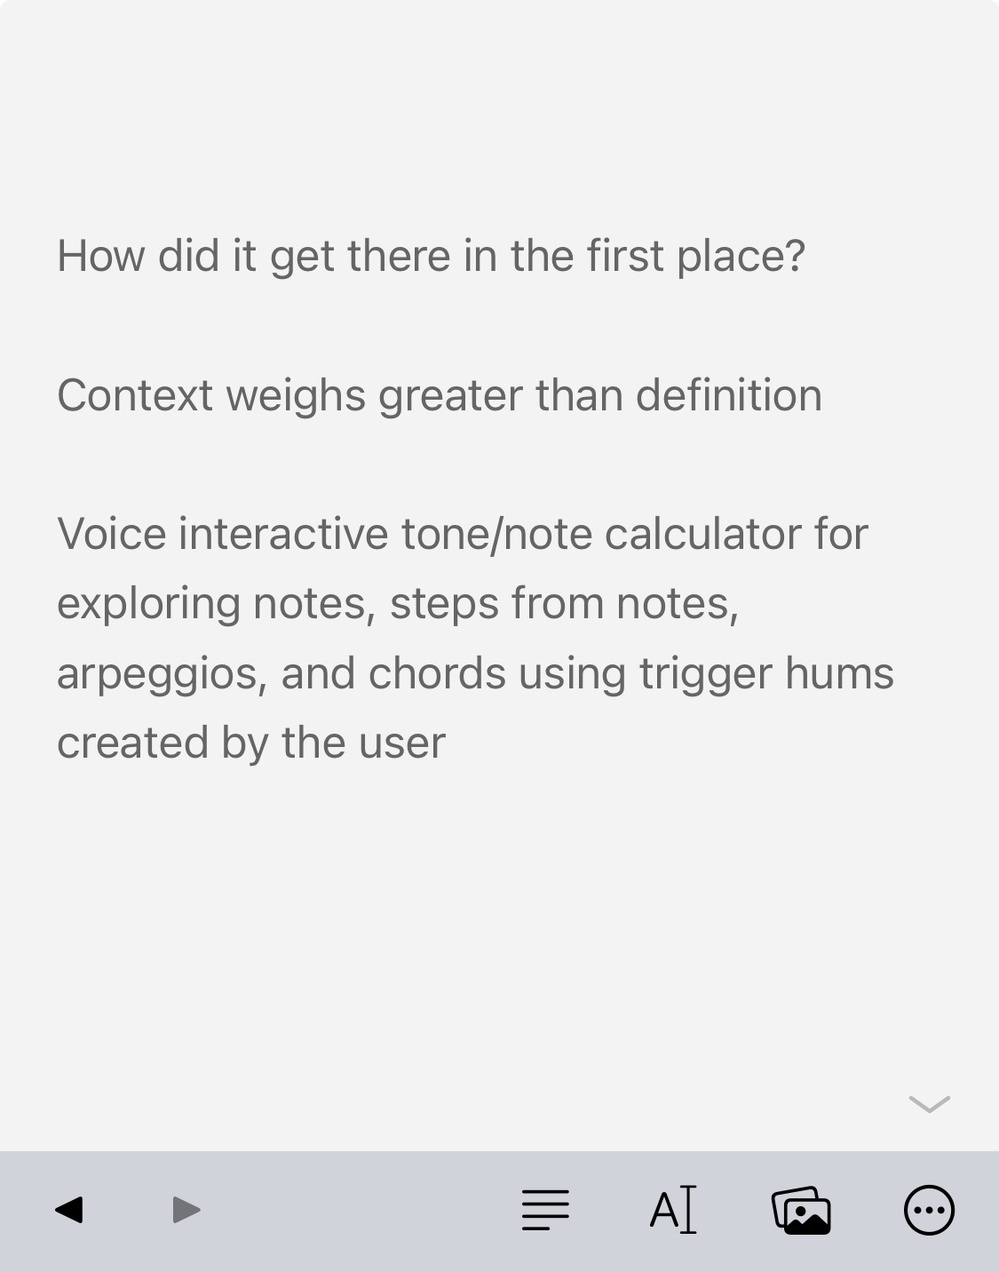 How did it get there in the first place?
Context weighs greater than definition
Voice interactive tone/note calculator for
exploring notes, steps from notes,
arpeggios, and chords using trigger hums
created by the user